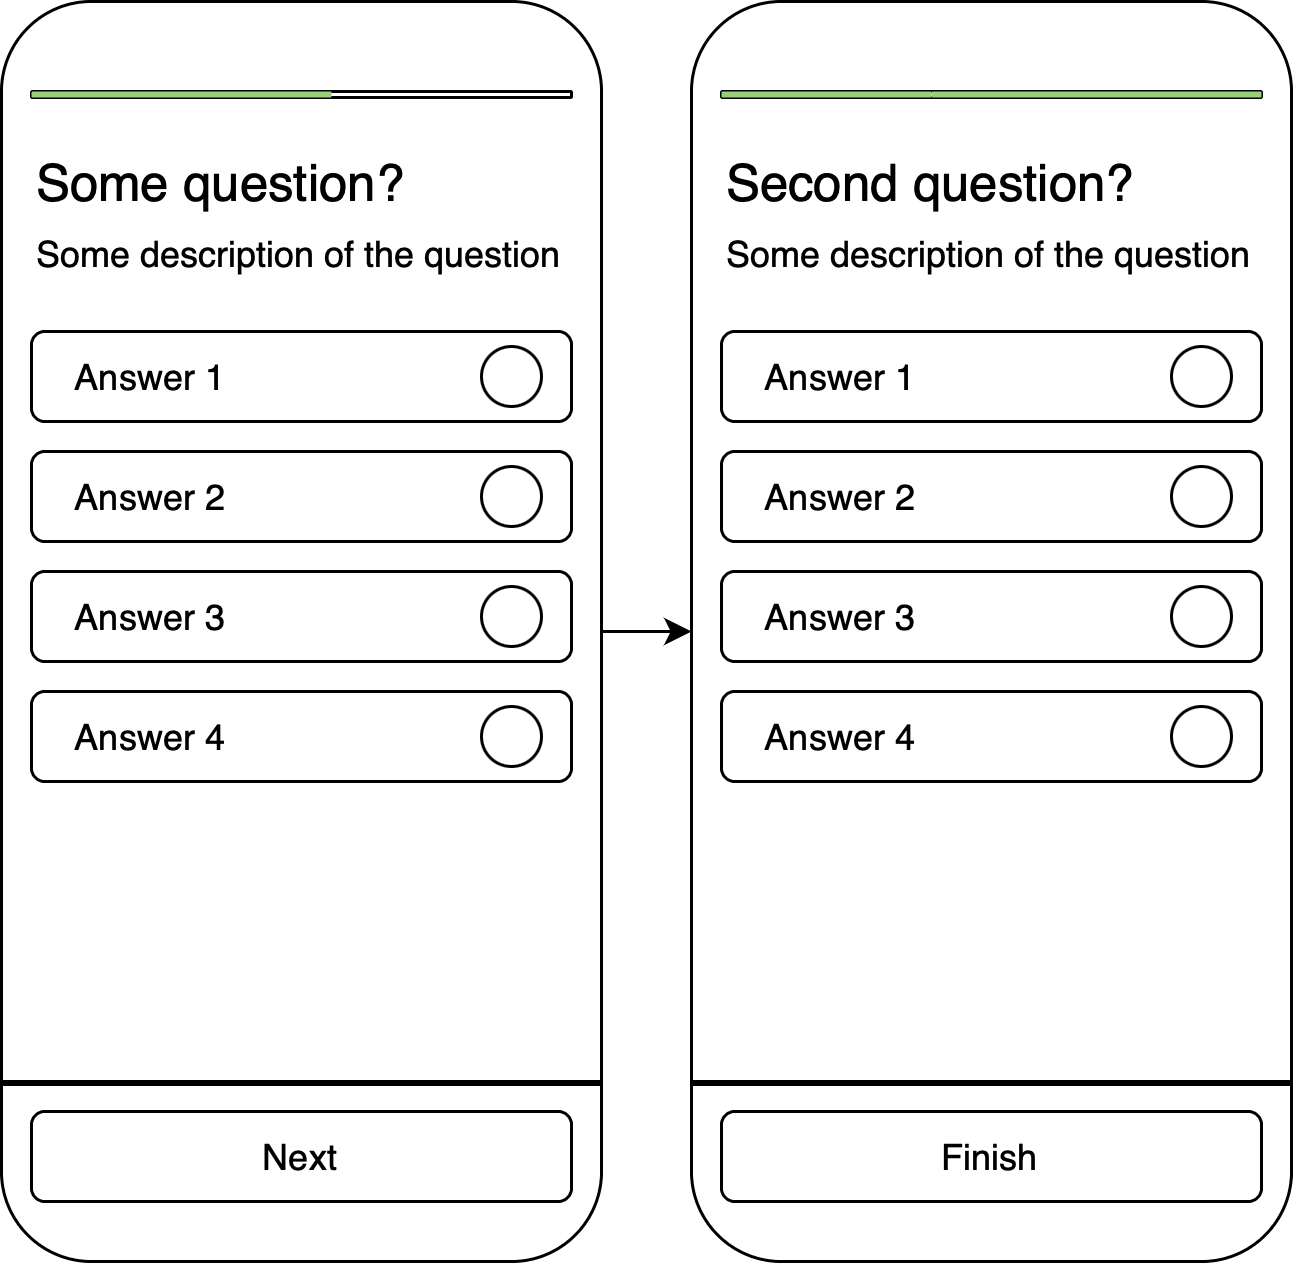 Some question?
Some description of the question
Answer 1
Answer 2
Answer 3
Answer 4
Next
Second question?
Some description of the question
Answer 1
Answer 2
Answer 3
Answer 4
Finish